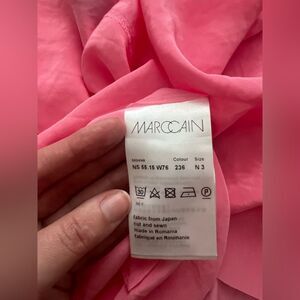 MARCCAIN
Colour Size
NS 55.15 W76 236 N 3
Fabric from Japan
cut and sewn
Made in Romania
Fabriqué en Roumanie